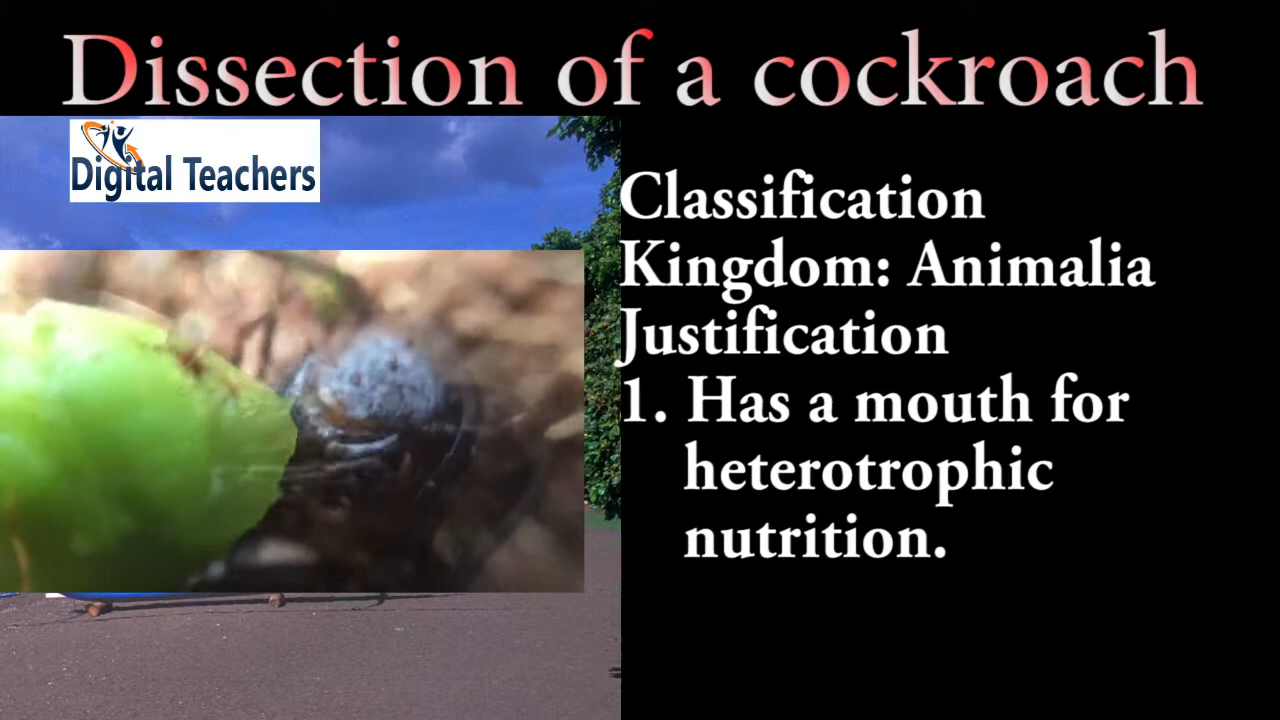 Dissection of a cockroach
Digital Teachers
Classification
Kingdom: Animalia
Justification
1. Has a mouth for
heterotrophic
nutrition.